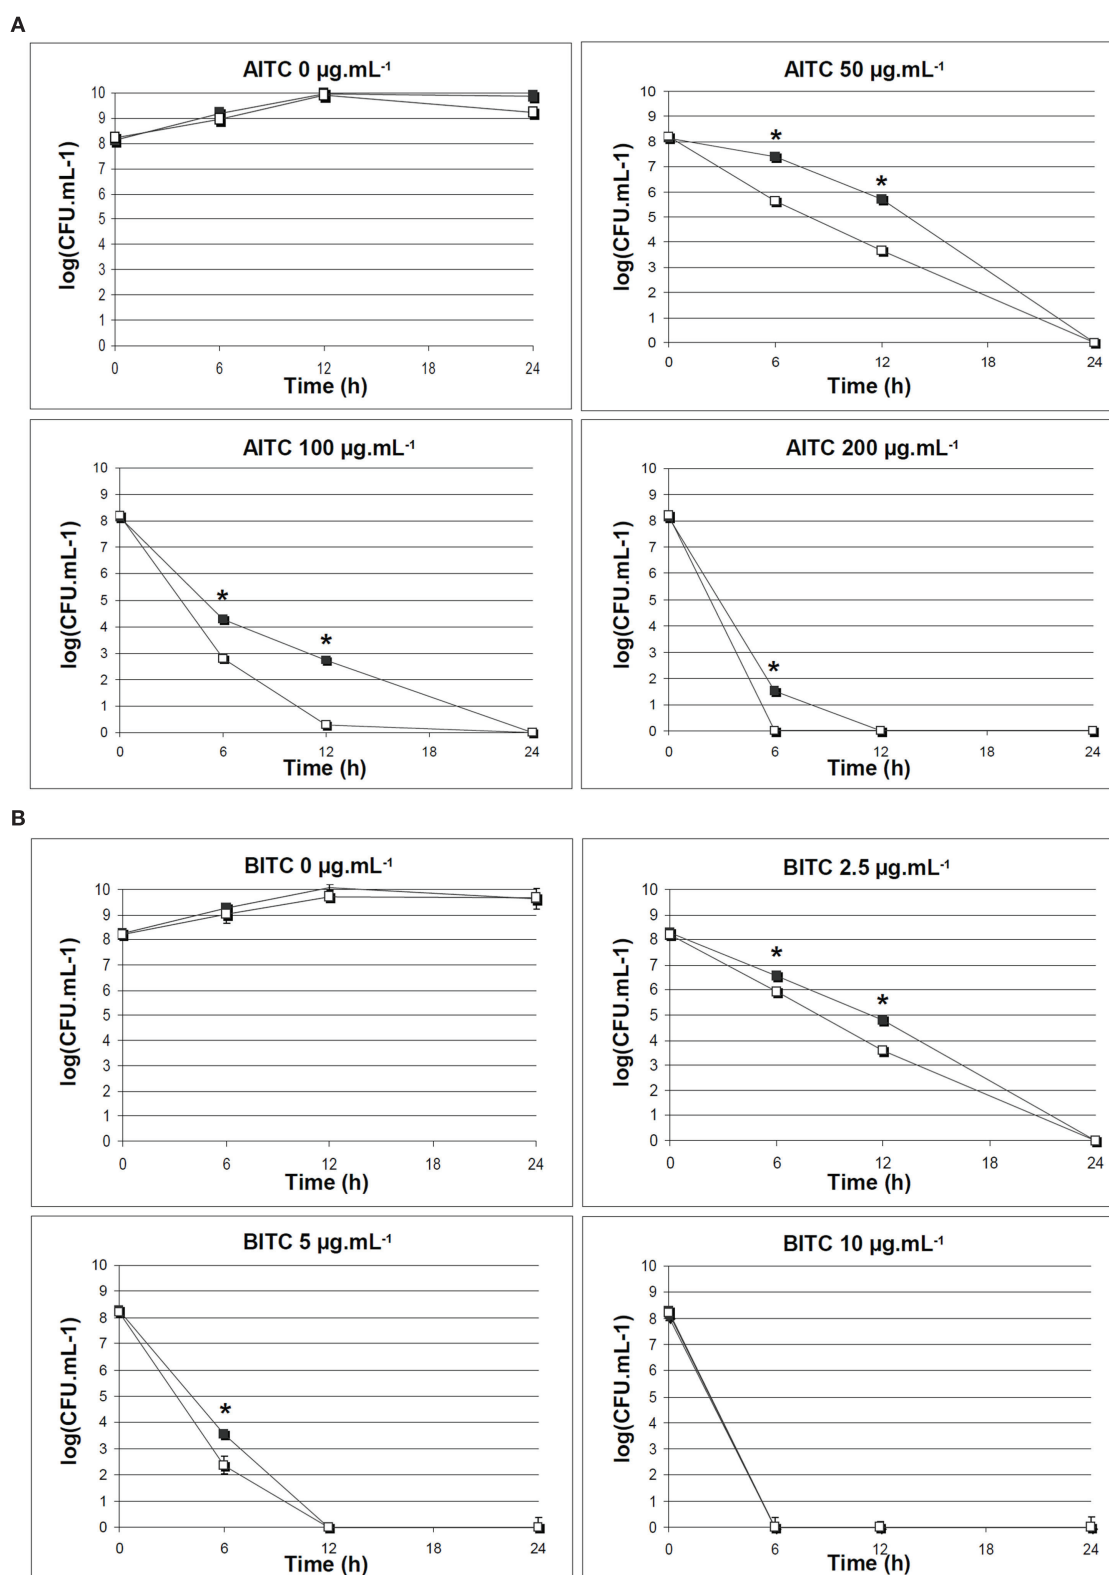 A
AITC 0 µg.mL-1
log(CFU.mL-1)
10
9
8
7
6
5
4
3
2
1
0
0 6 12 18 24
Time (h)
AITC 50 µg.mL-1
log(CFU.mL-1)
10
9
8
7
6
5
4
3
2
1
0
*
*
0 6 12 18 24
Time (h)
AITC 100 µg.mL-1
log(CFU.mL-1)
10
9
8
7
6
5
4
3
2
1
0
*
*
0 6 12 18 24
Time (h)
AITC 200 µg.mL-1
log(CFU.mL-1)
10
9
8
7
6
5
4
3
2
1
0
*
0 6 12 18 24
Time (h)
B
BITC 0 µg.mL-1
log(CFU.mL-1)
10
9
8
7
6
5
4
3
2
1
0
0 6 12 18 24
Time (h)
BITC 2.5 µg.mL-1
log(CFU.mL-1)
10
9
8
7
6
5
4
3
2
1
0
*
*
0 6 12 18 24
Time (h)
BITC 5 µg.mL-1
log(CFU.mL-1)
10
9
8
7
6
5
4
3
2
1
0
*
0 6 12 18 24
Time (h)
BITC 10 µg.mL-1
log(CFU.mL-1)
10
9
8
7
6
5
4
3
2
1
0
0 6 12 18 24
Time (h)